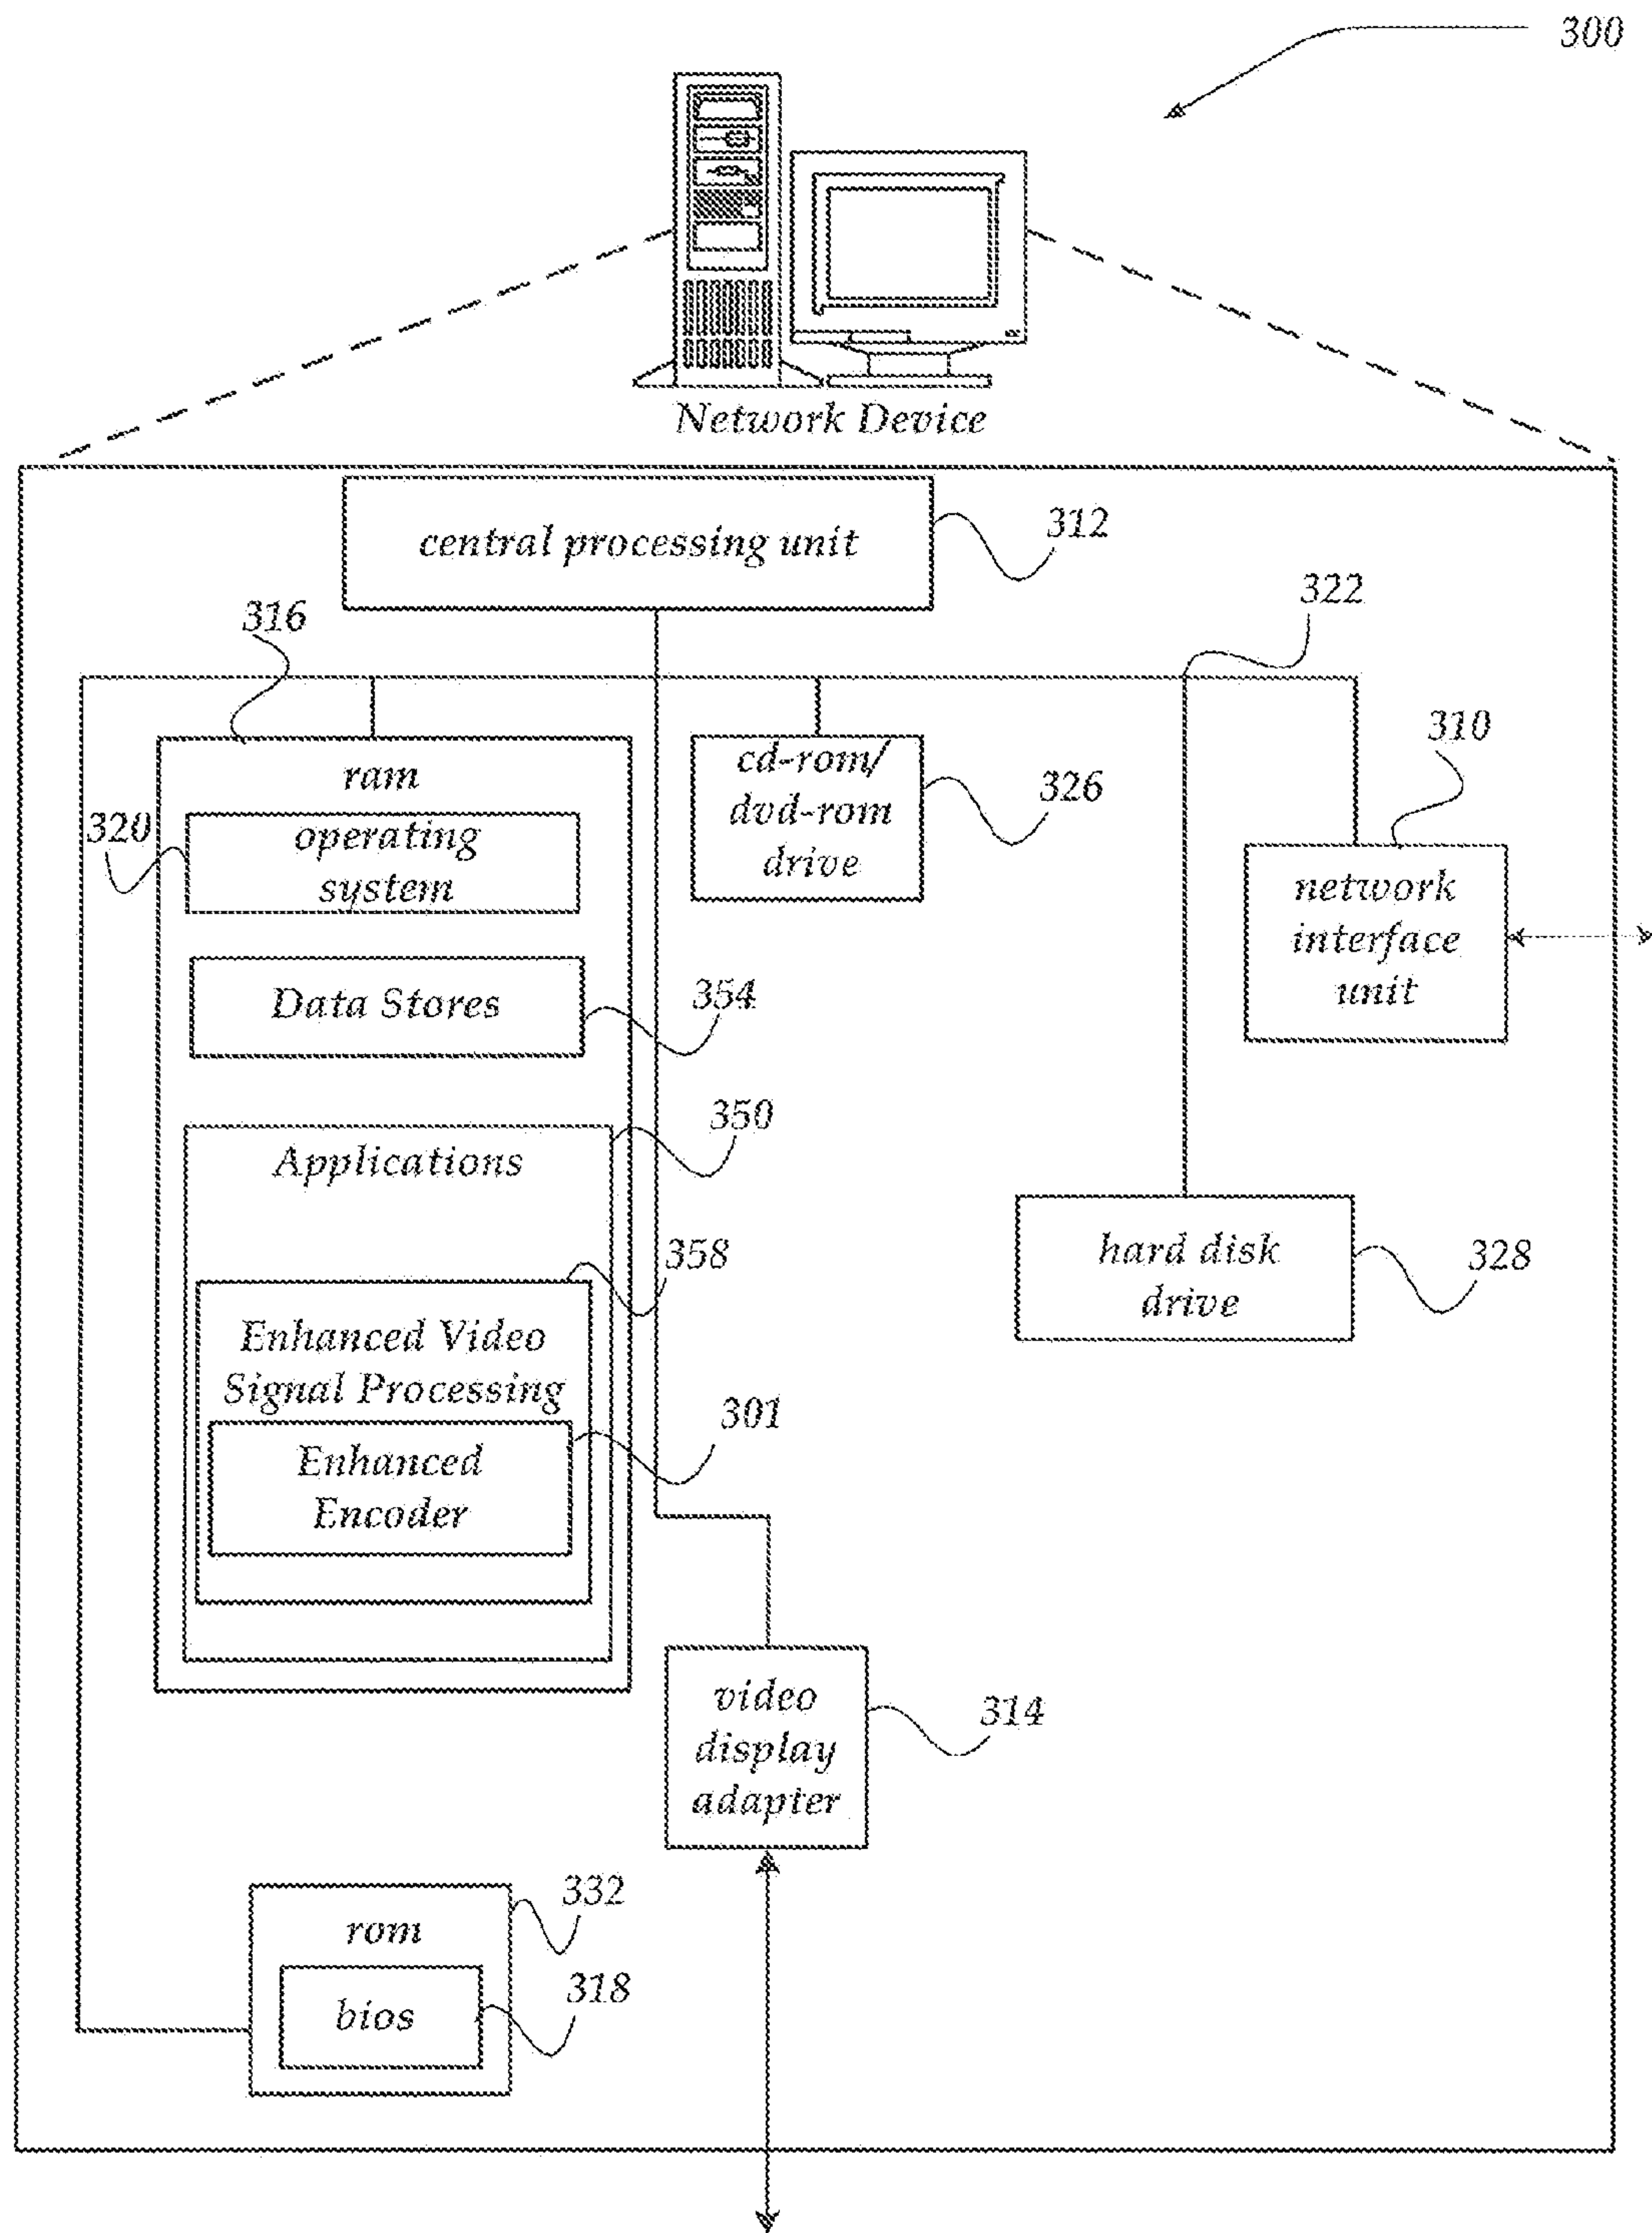 300
Network Device
central processing unit
312
322
316
310
ram
cd-rom/
dvd-rom
drive
326
320
operating
system
network
interface
unit
Data Stores
354
350
Applications
358
hard disk
drive
328
Enhanced Video
Signal Processing
301
Enhanced
Encoder
video
display
adapter
314
332
rom
318
bios